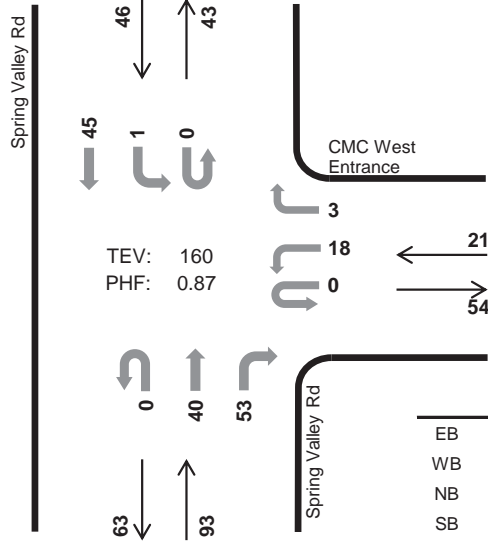 Spring Valley Rd
46
43
45
1
0
CMC West
Entrance
3
18
0
21
54
TEV: 160
PHF: 0.87
0
40
53
Spring Valley Rd
63
93
EB
WB
NB
SB